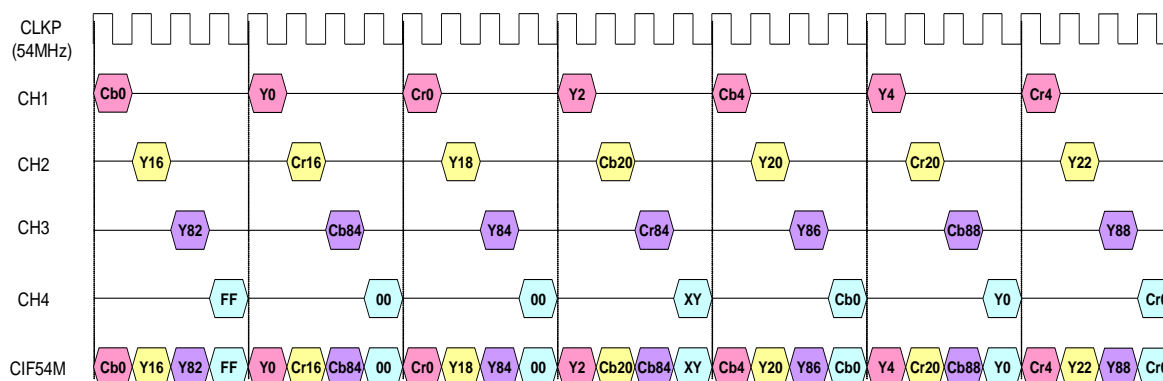 CLKP
(54MHz)
CH1 Cb0 Y0 Cr0 Y2 Cb4 Y4 Cr4
CH2 Y16 Cr16 Y18 Cb20 Y20 Cr20 Y22
CH3 Y82 Cb84 Y84 Cr84 Y86 Cb88 Y88
CH4 FF 00 00 XY Cb0 Y0
CIF54M Cb0 Y16 Y82 FF Y0 Cr16 Cb84 00 Cr0 Y18 Y84 00 Y2 Cb20 Cb84 XY Cb4 Y20 Y86 Cb0 Y4 Cr20 Cb88 Y0 Cr4 Y22 Y88